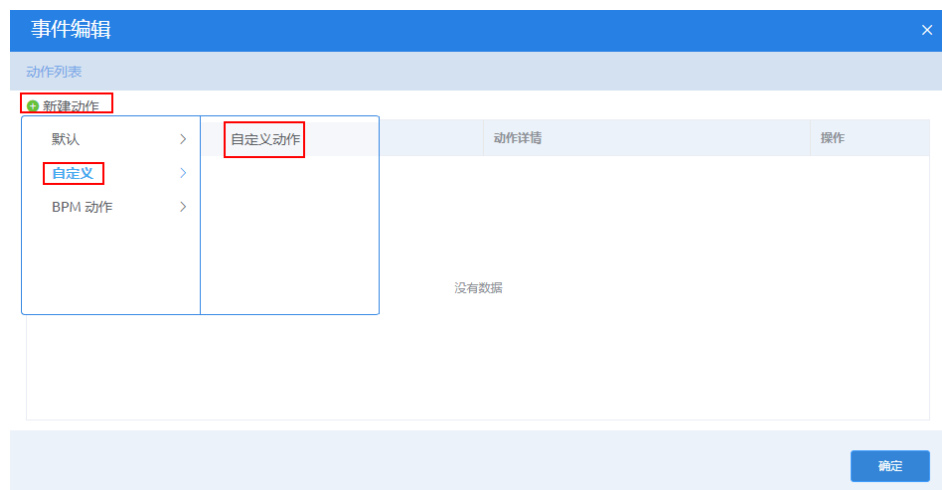 事件编辑
动作列表
新建动作
默认
自定义动作
动作详情
操作
自定义
BPM 动作
没有数据
确定